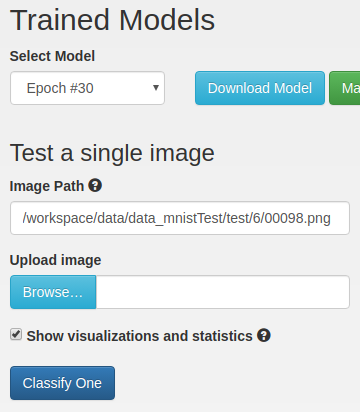 Trained Models
Select Model
Epoch #30
Download Model
Ma
Test a single image
Image Path ?
/workspace/data/data_mnistTest/test/6/00098.png
Upload image
Browse…
Show visualizations and statistics ?
Classify One